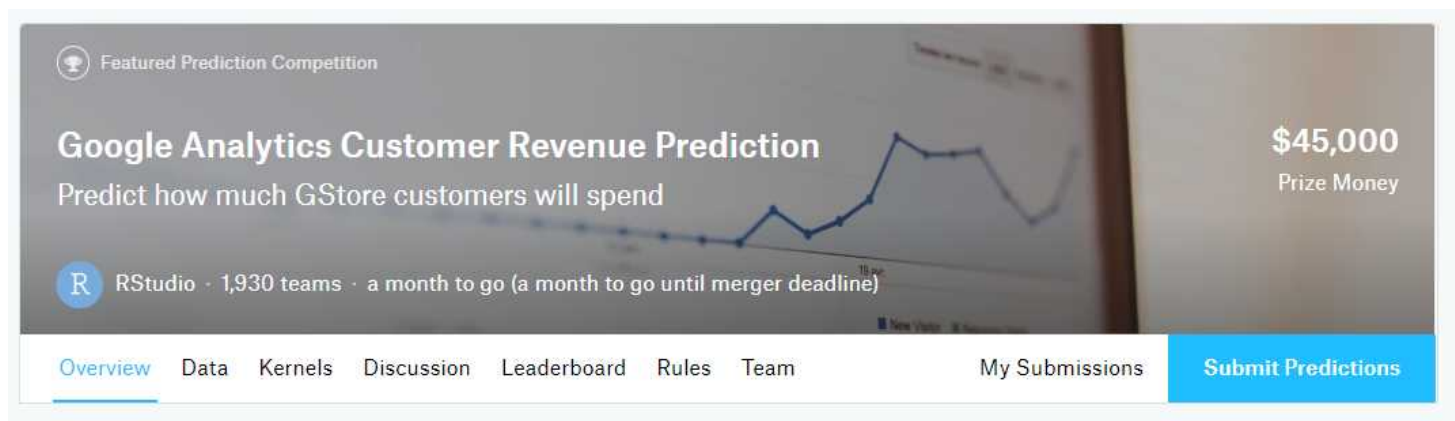 Featured Prediction Competition
Google Analytics Customer Revenue Prediction
$45,000
Predict how much GStore customers will spend
Prize Money
R RStudio · 1,930 teams · a month to go (a month to go until merger deadline)
New Visitor
Overview Data Kernels Discussion Leaderboard Rules Team My Submissions Submit Predictions